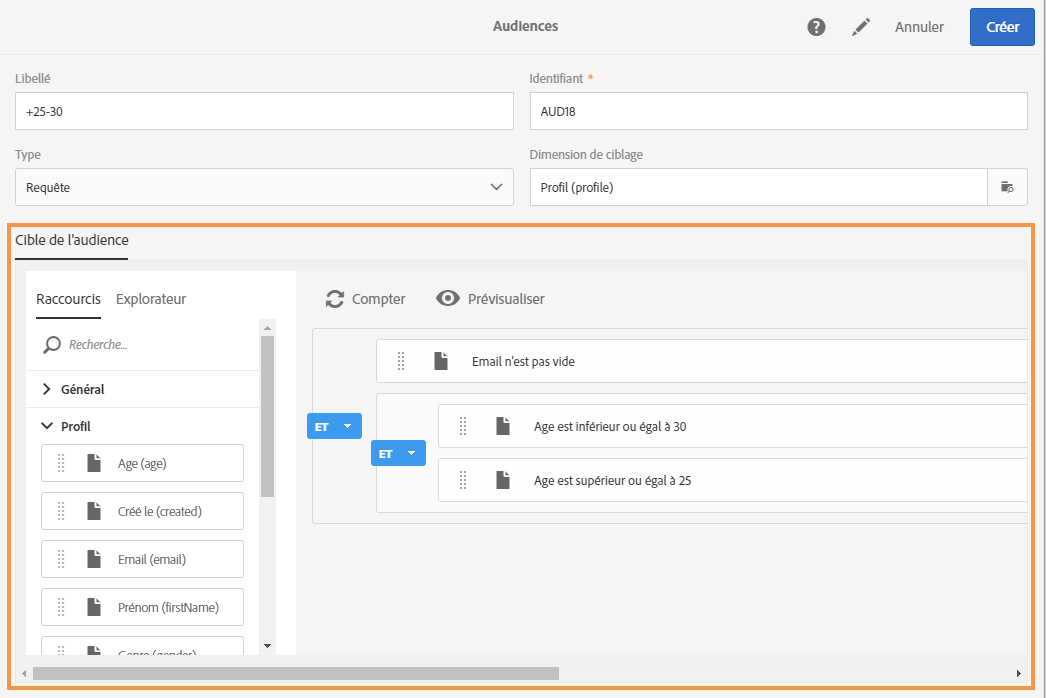 Audiences
?
Annuler
Créer
Libellé
Identifiant *
+25-30
AUD18
Type
Dimension de ciblage
Requête
Profil (profile)
Cible de l'audience
Raccourcis
Explorateur
Compter
Prévisualiser
Recherche...
Email n'est pas vide
Général
ET
Age est inférieur ou égal à 30
Profil
ET
Age (age)
Age est supérieur ou égal à 25
Créé le (created)
Email (email)
Prénom (firstName)
Genre (gender)